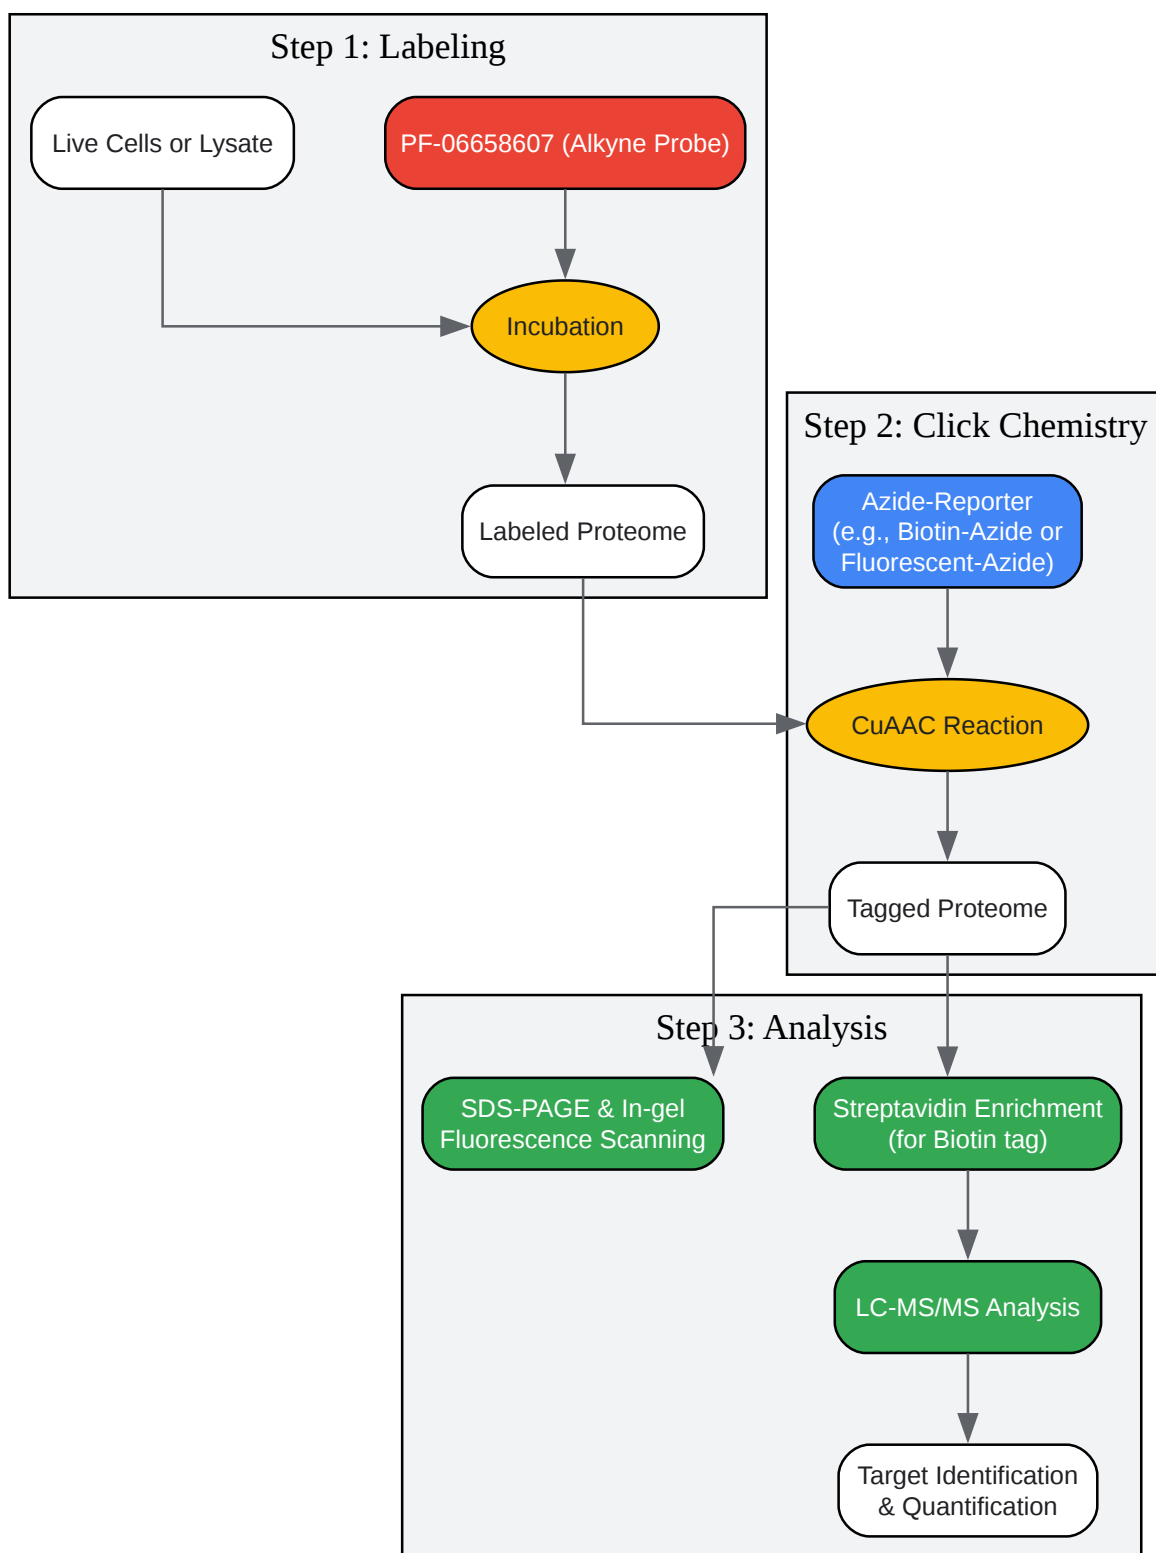 Step 1: Labeling
Live Cells or Lysate
PF-06658607 (Alkyne Probe)
Incubation
Labeled Proteome
Step 2: Click Chemistry
Azide-Reporter
(e.g., Biotin-Azide or
Fluorescent-Azide)
CuAAC Reaction
Tagged Proteome
Step 3: Analysis
SDS-PAGE & In-gel
Fluorescence Scanning
Streptavidin Enrichment
(for Biotin tag)
LC-MS/MS Analysis
Target Identification
& Quantification